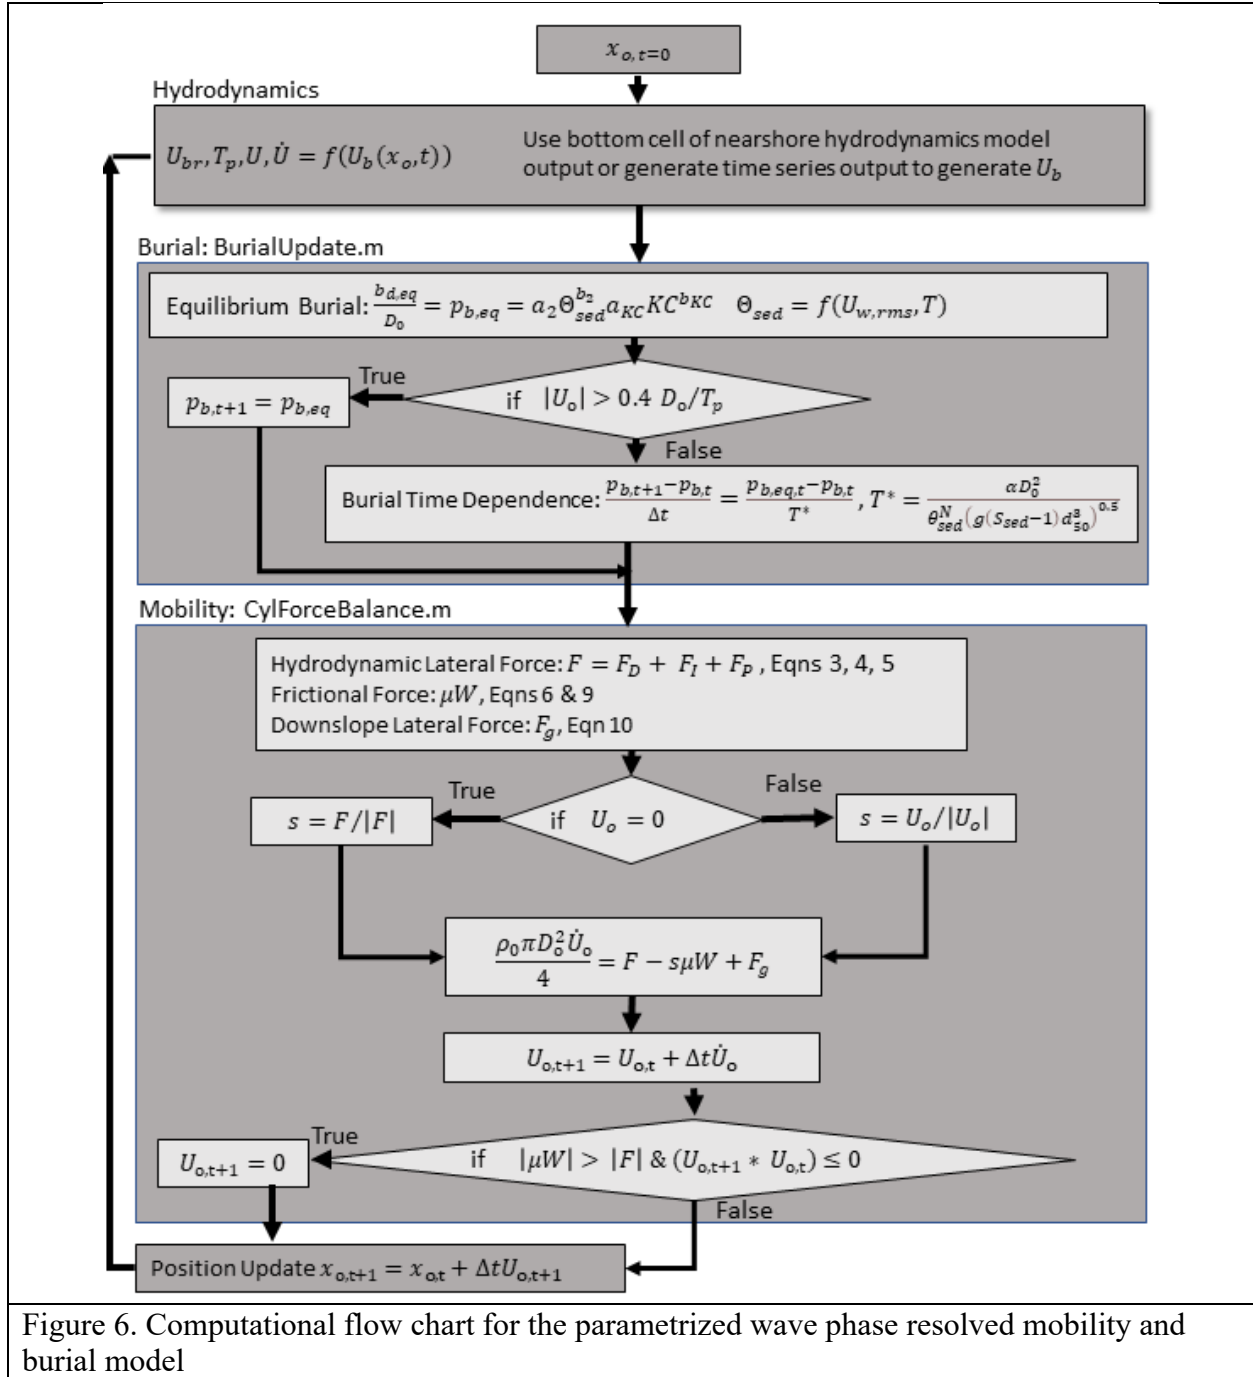 x_{o,t=0}
Hydrodynamics
U_{br}, T_p, U, U̇ = f(U_b(x_o, t))
Use bottom cell of nearshore hydrodynamics model
output or generate time series output to generate U_b
Burial: BurialUpdate.m
Equilibrium Burial: \frac{b_{d,eq}}{D_0} = p_{b,eq} = a_2 Θ_{sed}^{b_2} a_{KC} KC^{b_{KC}} Θ_{sed} = f(U_{w,rms}, T)
True
p_{b,t+1} = p_{b,eq}
if |U_o| > 0.4 D_o/T_p
False
Burial Time Dependence: \frac{p_{b,t+1} − p_{b,t}}{Δt} = \frac{p_{b,eq,t} − p_{b,t}}{T^*}, T^* = \frac{αD_0^2}{θ_{sed}^N (g(S_{sed}−1)d_{50}^3)^{0.5}}
Mobility: CylForceBalance.m
Hydrodynamic Lateral Force: F = F_D + F_I + F_P , Eqns 3, 4, 5
Frictional Force: μW, Eqns 6 & 9
Downslope Lateral Force: F_g, Eqn 10
True
False
s = F/|F|
if U_o = 0
s = U_o/|U_o|
\frac{ρ_0 π D_o^2 U̇_o}{4} = F − sμW + F_g
U_{o,t+1} = U_{o,t} + ΔtU̇_o
True
U_{o,t+1} = 0
if |μW| > |F| & (U_{o,t+1} * U_{o,t}) ≤ 0
False
Position Update x_{o,t+1} = x_{o,t} + ΔtU_{o,t+1}
Figure 6. Computational flow chart for the parametrized wave phase resolved mobility and
burial model